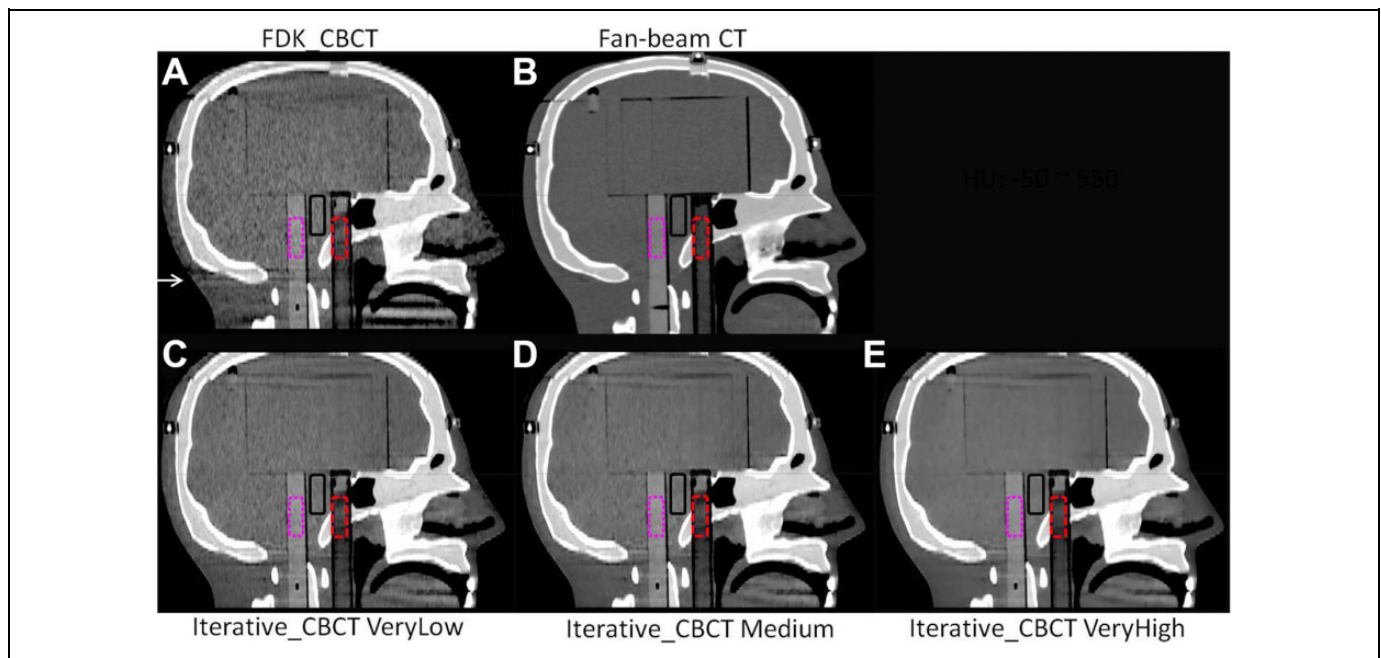 FDK_CBCT
Fan-beam CT
A
B
HU: -50 ~ 550
C
D
E
Iterative_CBCT VeryLow
Iterative_CBCT Medium
Iterative_CBCT VeryHigh